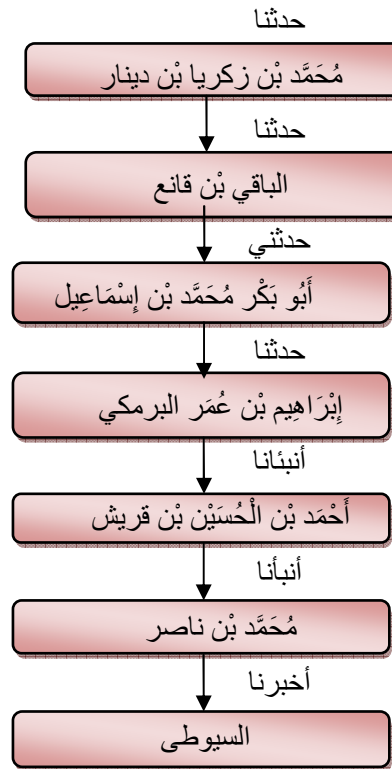 حدثنا
مُحَمَّد بْن زكريا بْن دينار
حدثنا
الباقي بْن قانع
حدثني
أَبُو بَكْر مُحَمَّد بْن إِسْمَاعِيل
حدثنا
إِبْرَاهِيم بْن عُمَر البرمكي
أنبئانا
أَحْمَد بْن الْحُسَيْن بْن قريش
أنبأنا
مُحَمَّد بْن ناصر
أخبرنا
السيوطى